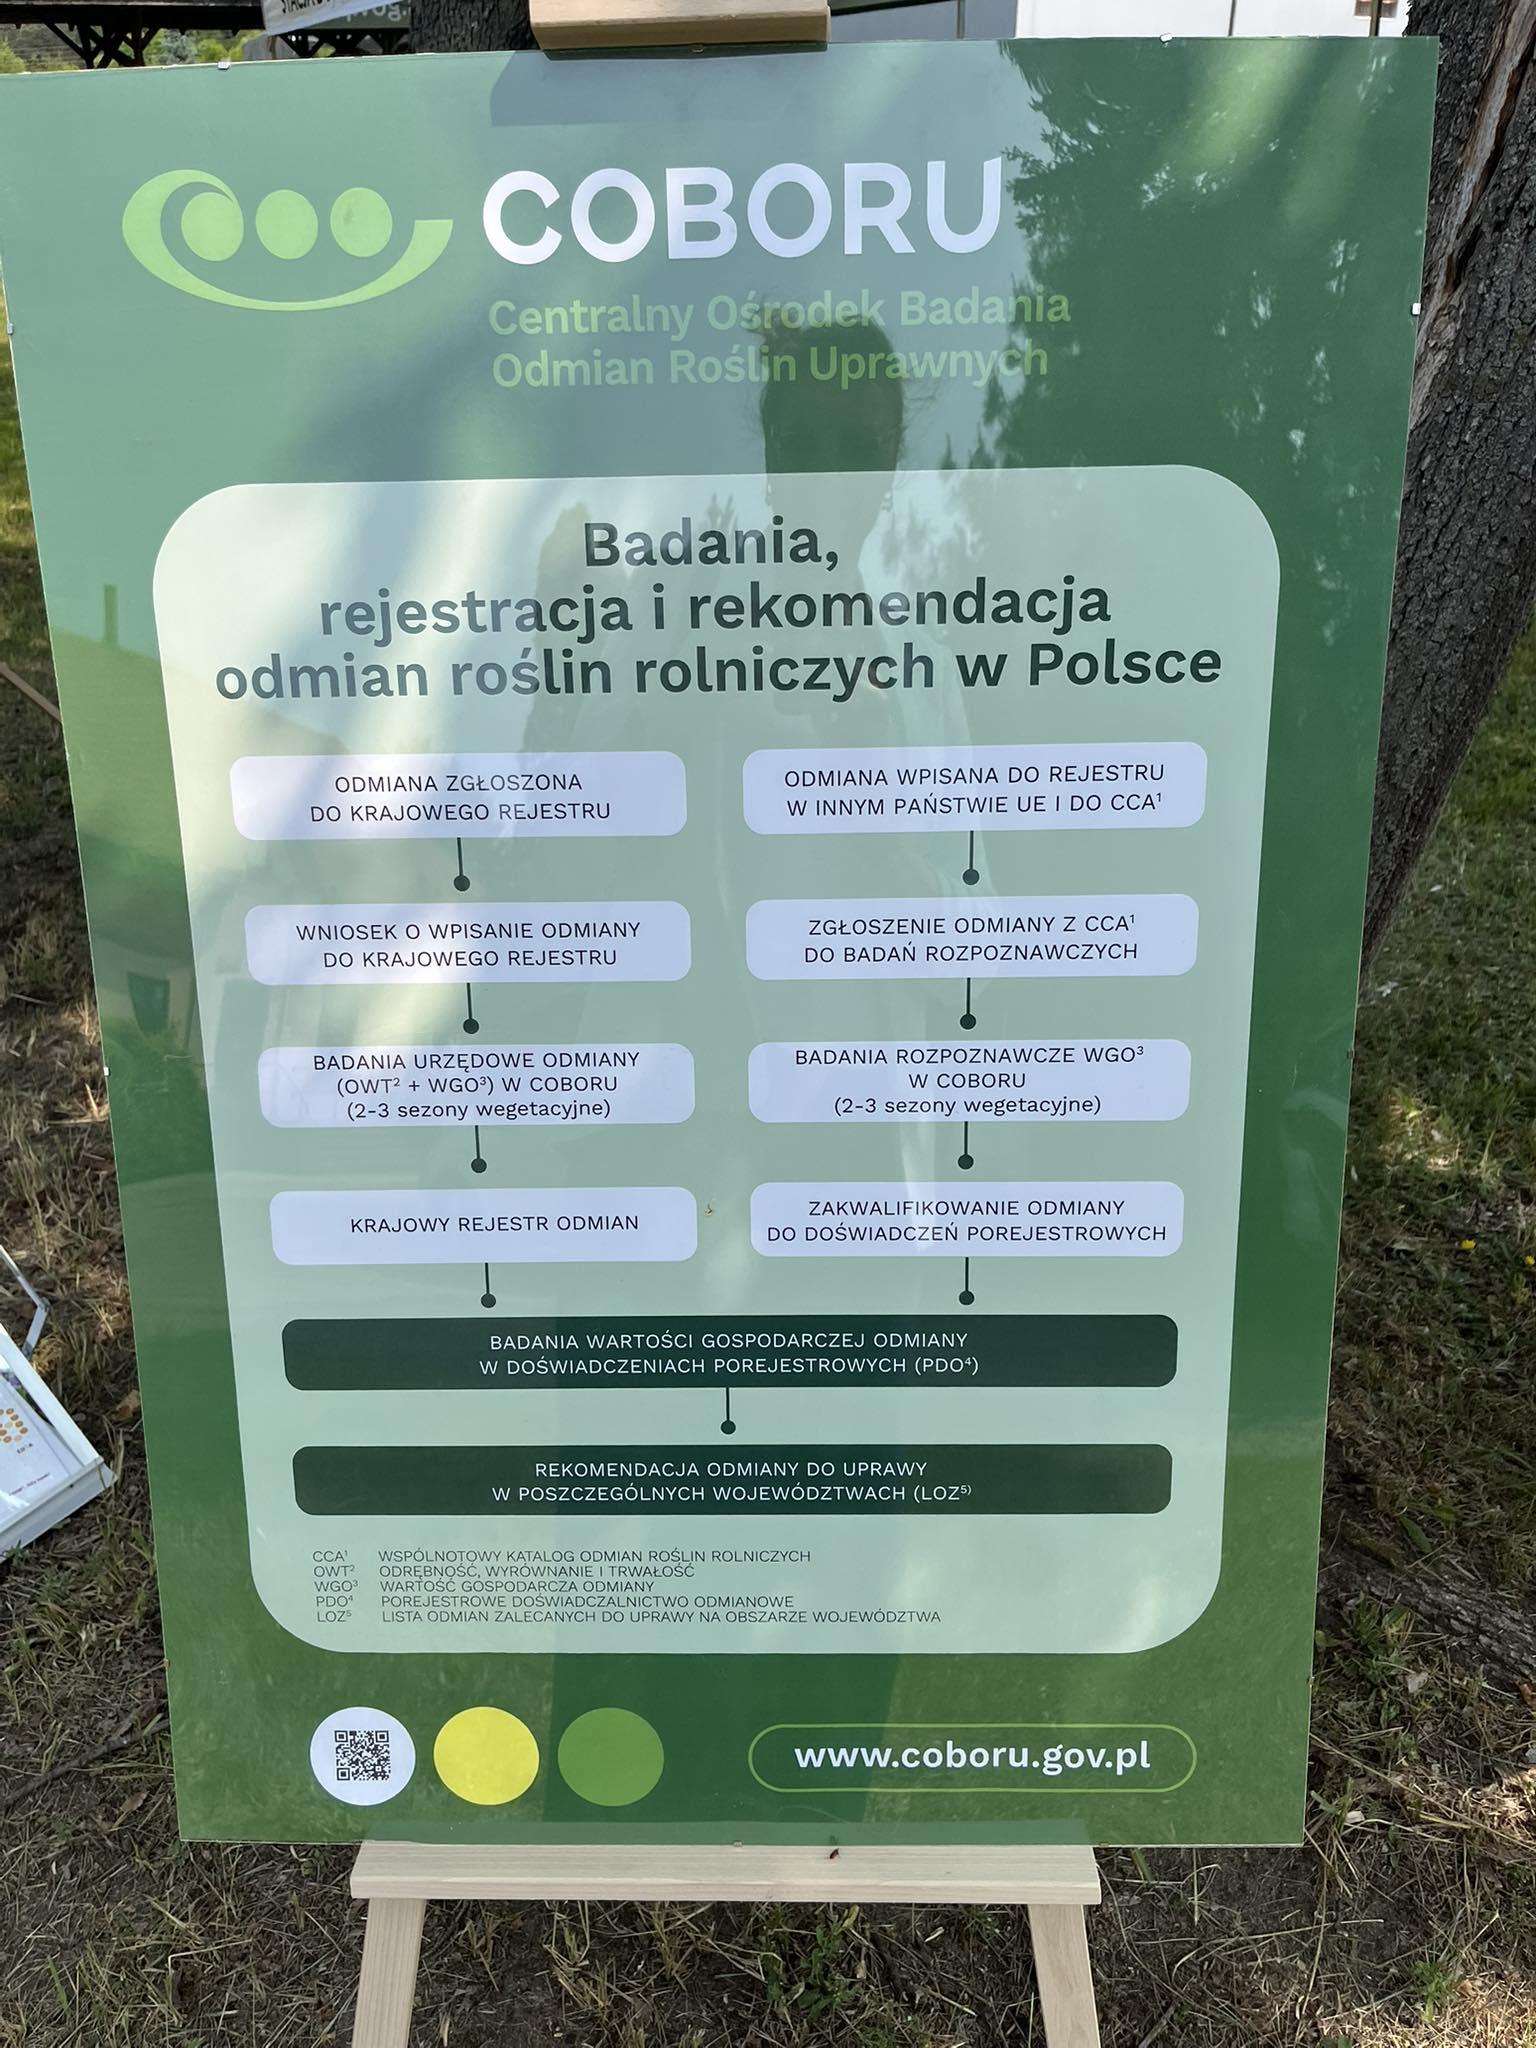 COBORU
Centralny Ośrodek Badania
Odmian Roślin Uprawnych
Badania,
rejestracja i rekomendacja
odmian roślin rolniczych w Polsce
ODMIANA ZGŁOSZONA
DO KRAJOWEGO REJESTRU
WNIOSEK O WPISANIE ODMIANY
DO KRAJOWEGO REJESTRU
BADANIA URZĘDOWE ODMIANY
(OWT² + WGO³) W COBORU
(2-3 sezony wegetacyjne)
KRAJOWY REJESTR ODMIAN
ODMIANA WPISANA DO REJESTRU
W INNYM PAŃSTWIE UE I DO CCA¹
ZGŁOSZENIE ODMIANY Z CCA¹
DO BADAŃ ROZPOZNAWCZYCH
BADANIA ROZPOZNAWCZE WGO³
W COBORU
(2-3 sezony wegetacyjne)
ZAKWALIFIKOWANIE ODMIANY
DO DOŚWIADCZEŃ POREJESTROWYCH
BADANIA WARTOŚCI GOSPODARCZEJ ODMIANY
W DOŚWIADCZENIACH POREJESTROWYCH (PDO⁴)
REKOMENDACJA ODMIANY DO UPRAWY
W POSZCZEGÓLNYCH WOJEWÓDZTWACH (LOZ⁵⁾
CCA¹ WSPÓLNOTOWY KATALOG ODMIAN ROŚLIN ROLNICZYCH
OWT² ODRĘBNOŚĆ, WYRÓWNANIE I TRWAŁOŚĆ
WGO³ WARTOŚĆ GOSPODARCZA ODMIANY
PDO⁴ POREJESTROWE DOŚWIADCZALNICTWO ODMIANOWE
LOZ⁵ LISTA ODMIAN ZALECANYCH DO UPRAWY NA OBSZARZE WOJEWÓDZTWA
www.coboru.gov.pl